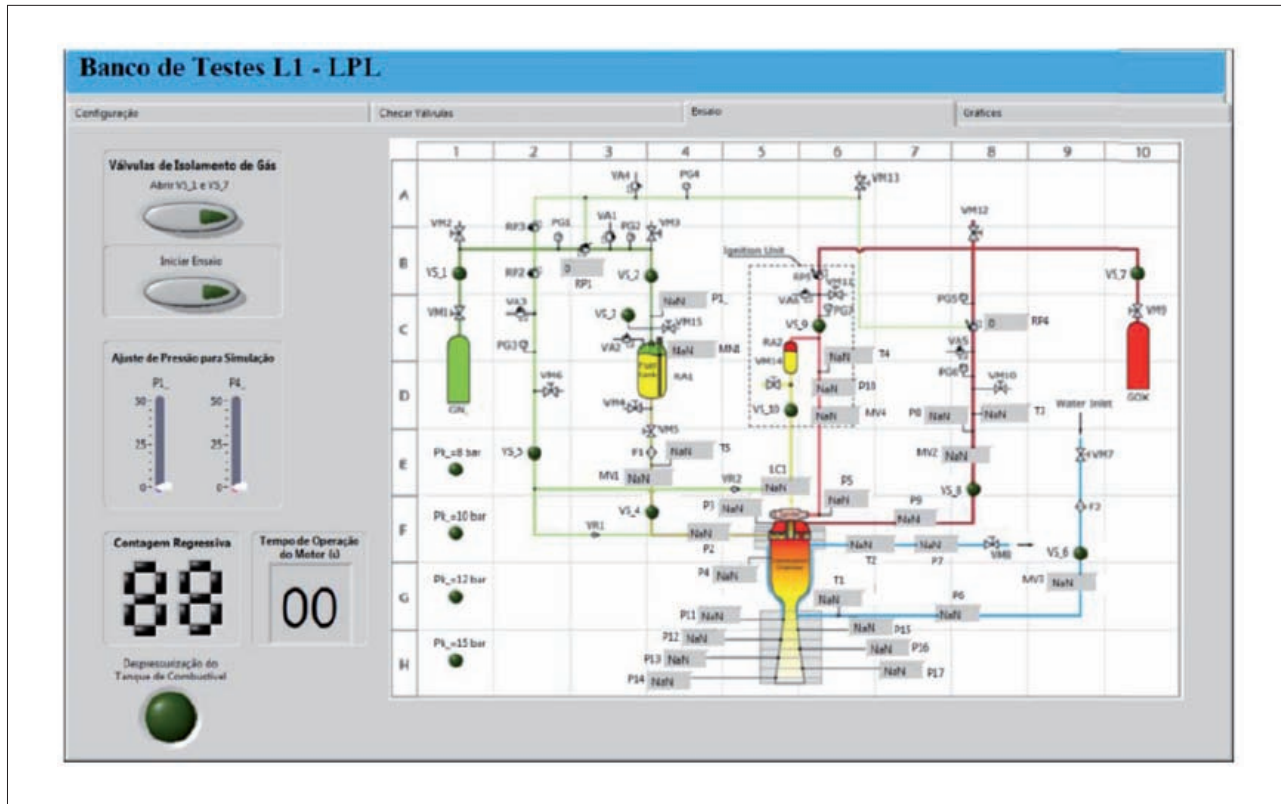 Banco de Testes L1 - LPL
Configuração Checar Válvulas Ensaio Gráficos
Válvulas de Isolamento de Gás
Abrir VS_1 e VS_7
Iniciar Ensaio
Ajuste de Pressão para Simulação
P1_ P4_
50 50
25 25
0 0
Contagem Regressiva
88
Tempo de Operação
do Motor (s)
00
Despressurização do
Tanque de Combustível
1 2 3 4 5 6 7 8 9 10
A VA4 PG4 VM13
VM2 RP3 PG1 VA1 PG2 VM3 VM12
Ignition Unit
B VS_1 RP2 0 VS_2 VS_7
RP1 VM11
NaN P1_ VA6 PG7 PG5
VM1 VA3 VM15 VS_9 0 RP4 VM9
C VA2 NaN MN1 RA2 VA5
PG3 Fuel tank RA1 VM14 NaN T4 PG6
D VM6 NaN P10 VM10
GN_ VM4 VS_10 NaN MV4 P8 NaN NaN T3 GOX
Water Inlet
VM5
Pk_=8 bar VS_5 F1 NaN T5 MV2 NaN VM7
E MV1 NaN VR2 LC1 NaN P5 VS_8
P3 NaN NaN P9 F3
Pk_=10 bar VS_4 NaN
F VR1 NaN
P2 NaN NaN VM8 VS_6
P4 NaN T2 P7
Pk_=12 bar T1 P6 MV3 NaN
G NaN NaN
P11 NaN
Pk_=15 bar P12 NaN NaN P15
H P13 NaN NaN P16
P14 NaN NaN P17